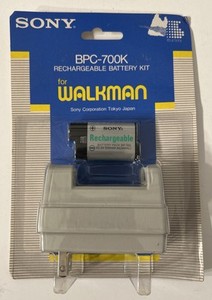 SONY
BPC-700K
RECHARGEABLE BATTERY KIT
for
WALKMAN
Sony Corporation Tokyo Japan
SONY
Rechargeable